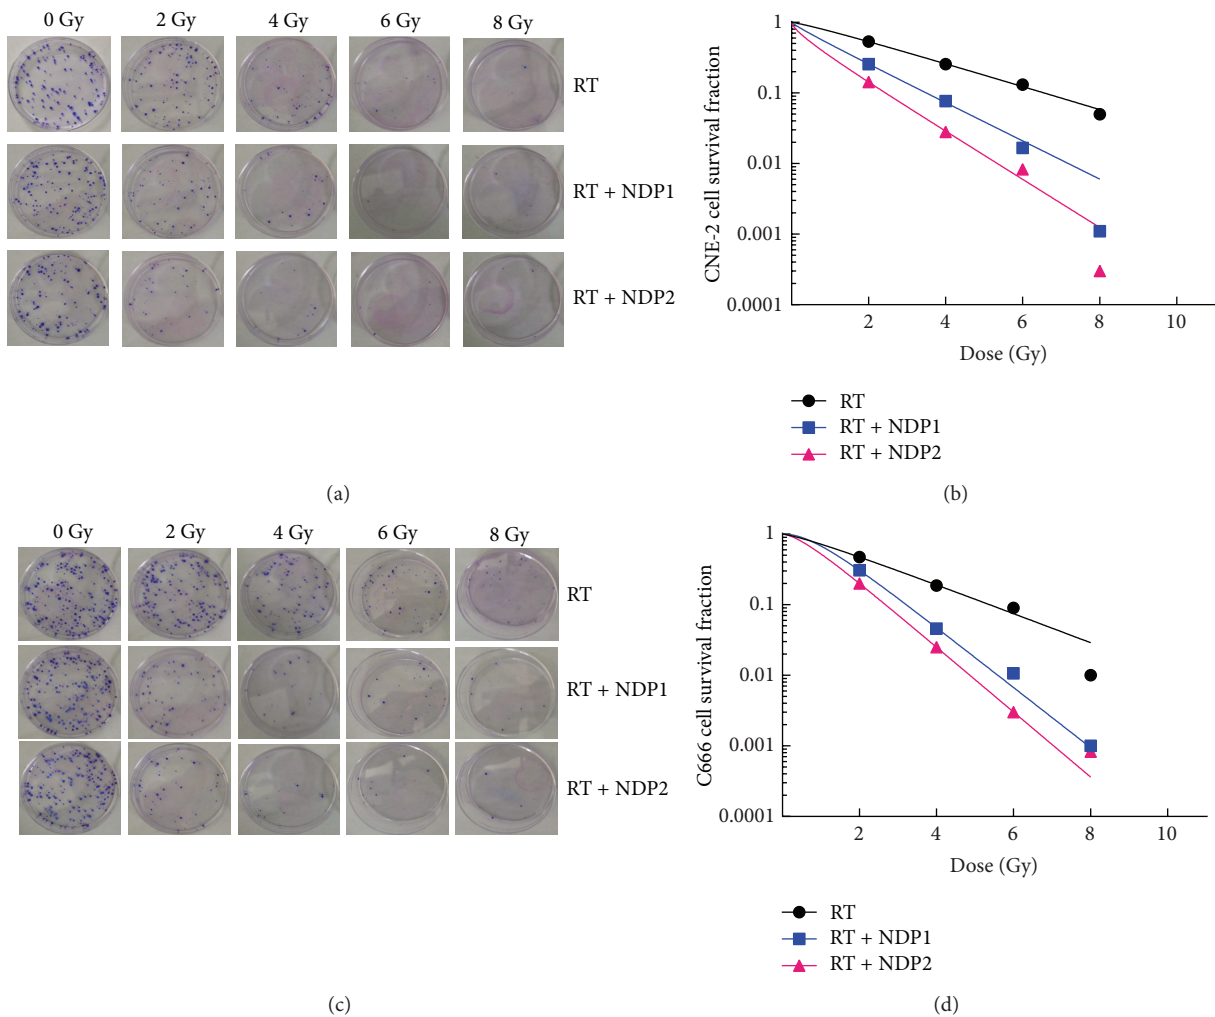 0 Gy 2 Gy 4 Gy 6 Gy 8 Gy
RT
RT + NDP1
RT + NDP2
(a)
CNE-2 cell survival fraction
1
0.1
0.01
0.001
0.0001
2 4 6 8 10
Dose (Gy)
RT
RT + NDP1
RT + NDP2
(b)
0 Gy 2 Gy 4 Gy 6 Gy 8 Gy
RT
RT + NDP1
RT + NDP2
(c)
C666 cell survival fraction
1
0.1
0.01
0.001
0.0001
2 4 6 8 10
Dose (Gy)
RT
RT + NDP1
RT + NDP2
(d)